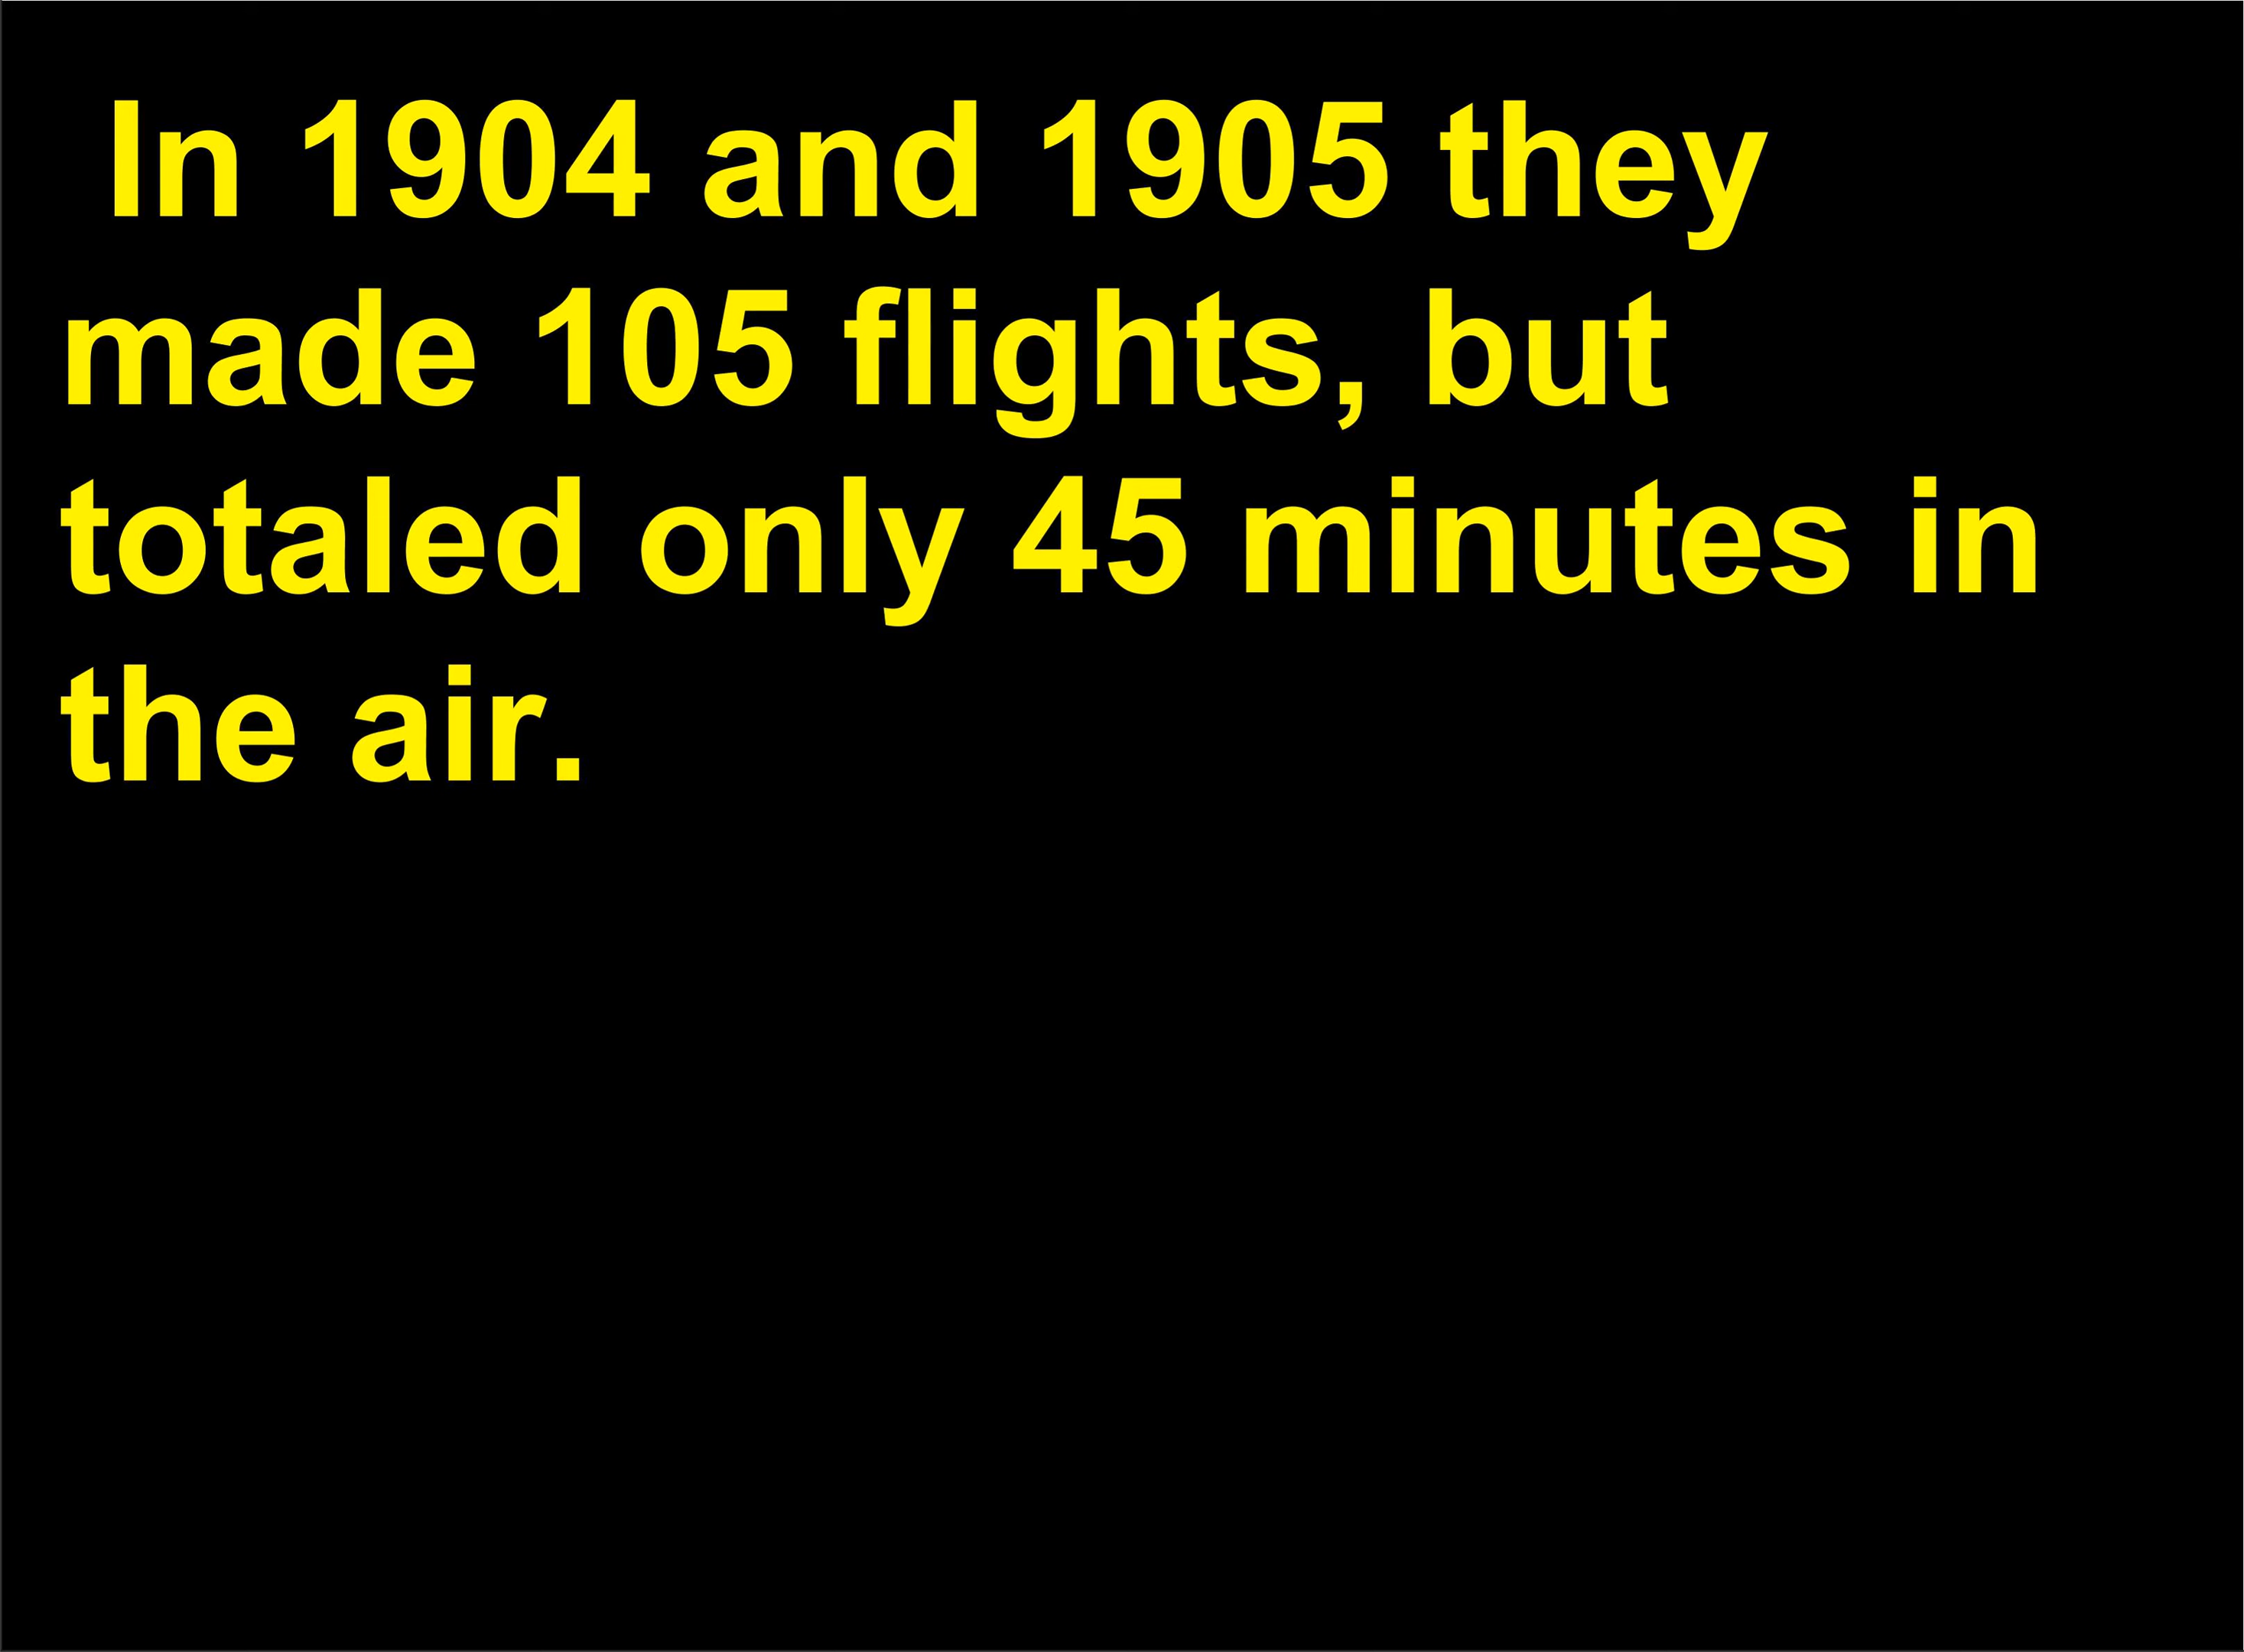 In 1904 and 1905 they
made 105 flights, but
totaled only 45 minutes in
the air.